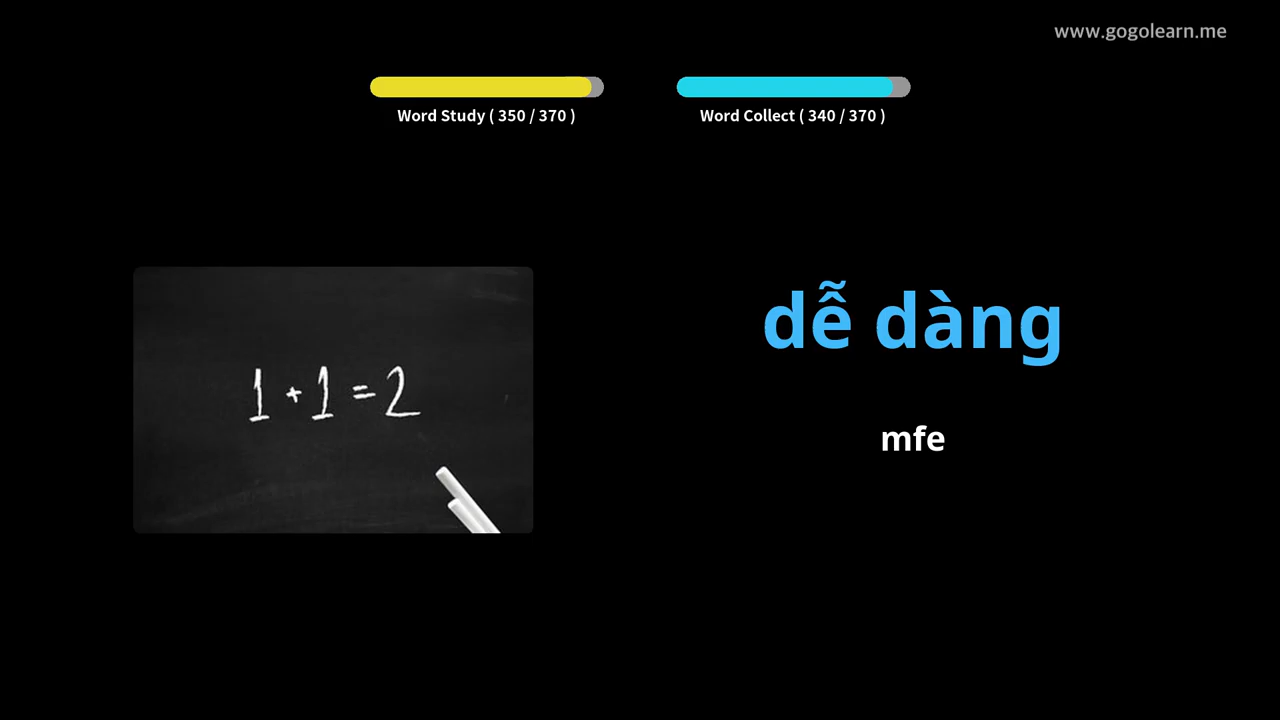 www.gogolearn.me
Word Study ( 350 / 370 )
Word Collect ( 340 / 370 )
1 + 1 = 2
dễ dàng
mfe